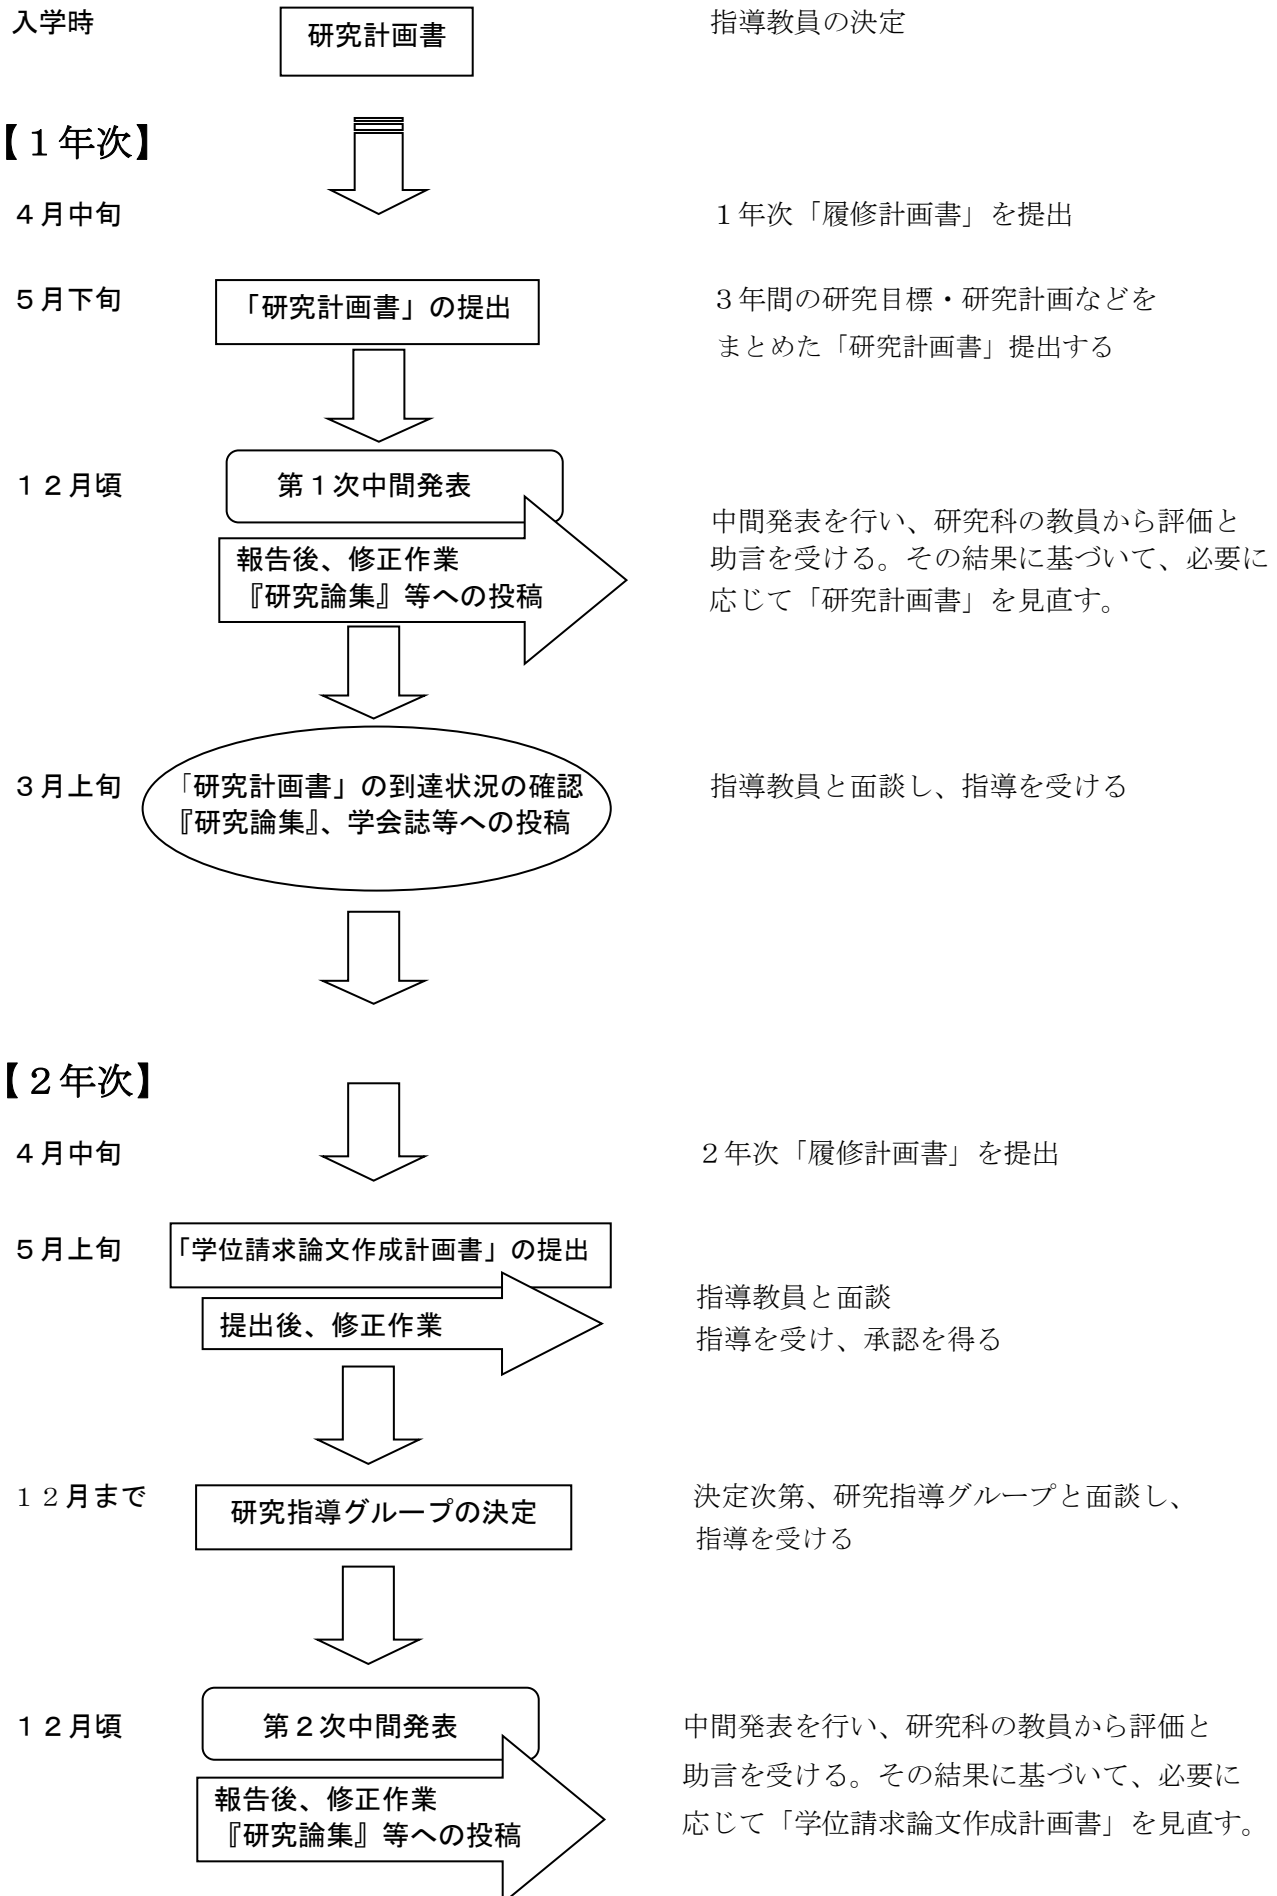 入学時
研究計画書
指導教員の決定
【１年次】
４月中旬
１年次「履修計画書」を提出
５月下旬
「研究計画書」の提出
３年間の研究目標・研究計画などを
まとめた「研究計画書」提出する
１２月頃
第１次中間発表
報告後、修正作業
『研究論集』等への投稿
中間発表を行い、研究科の教員から評価と
助言を受ける。その結果に基づいて、必要に
応じて「研究計画書」を見直す。
３月上旬
「研究計画書」の到達状況の確認
『研究論集』、学会誌等への投稿
指導教員と面談し、指導を受ける
【２年次】
４月中旬
２年次「履修計画書」を提出
５月上旬
「学位請求論文作成計画書」の提出
提出後、修正作業
指導教員と面談
指導を受け、承認を得る
１２月まで
研究指導グループの決定
決定次第、研究指導グループと面談し、
指導を受ける
１２月頃
第２次中間発表
報告後、修正作業
『研究論集』等への投稿
中間発表を行い、研究科の教員から評価と
助言を受ける。その結果に基づいて、必要に
応じて「学位請求論文作成計画書」を見直す。